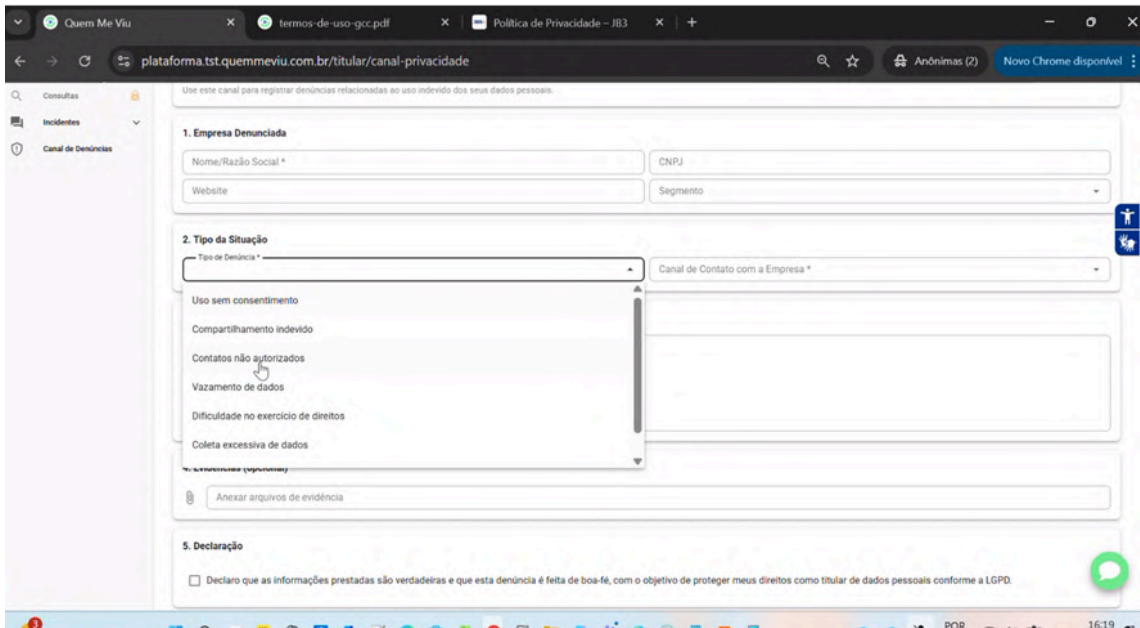 Quem Me Viu
termos-de-uso-gcc.pdf
Política de Privacidade – JB3
plataforma.tst.quemmeviu.com.br/titular/canal-privacidade
Anônimas (2)
Novo Chrome disponível
Consultas
Incidentes
Canal de Denúncias
Use este canal para registrar denúncias relacionadas ao uso indevido dos seus dados pessoais.
1. Empresa Denunciada
Nome/Razão Social *
CNPJ
Website
Segmento
2. Tipo da Situação
Tipo de Denúncia *
Canal de Contato com a Empresa *
Uso sem consentimento
Compartilhamento indevido
Contatos não autorizados
Vazamento de dados
Dificuldade no exercício de direitos
Coleta excessiva de dados
4. Evidências (opcional)
Anexar arquivos de evidência
5. Declaração
Declaro que as informações prestadas são verdadeiras e que esta denúncia é feita de boa-fé, com o objetivo de proteger meus direitos como titular de dados pessoais conforme a LGPD.
3
POR
16:19